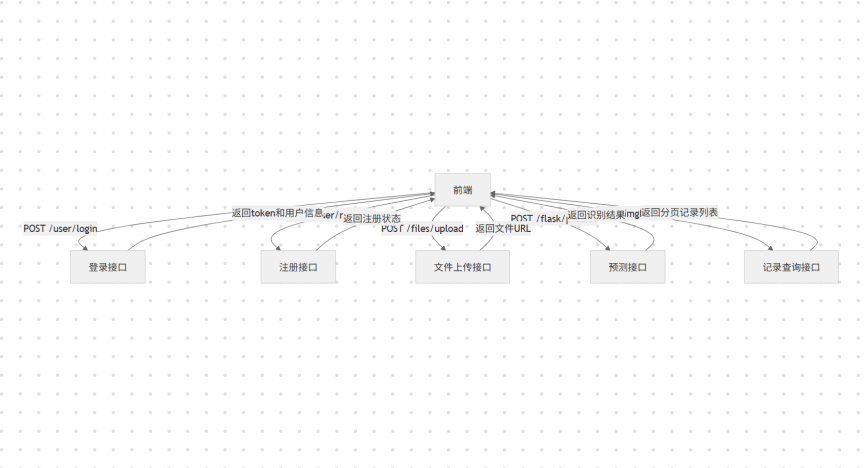 前端
返回token和用户信息
返回注册状态
返回识别结果
返回分页记录列表
POST /user/login
POST /files/upload
返回文件URL
POST /flask/
登录接口
注册接口
文件上传接口
预测接口
记录查询接口